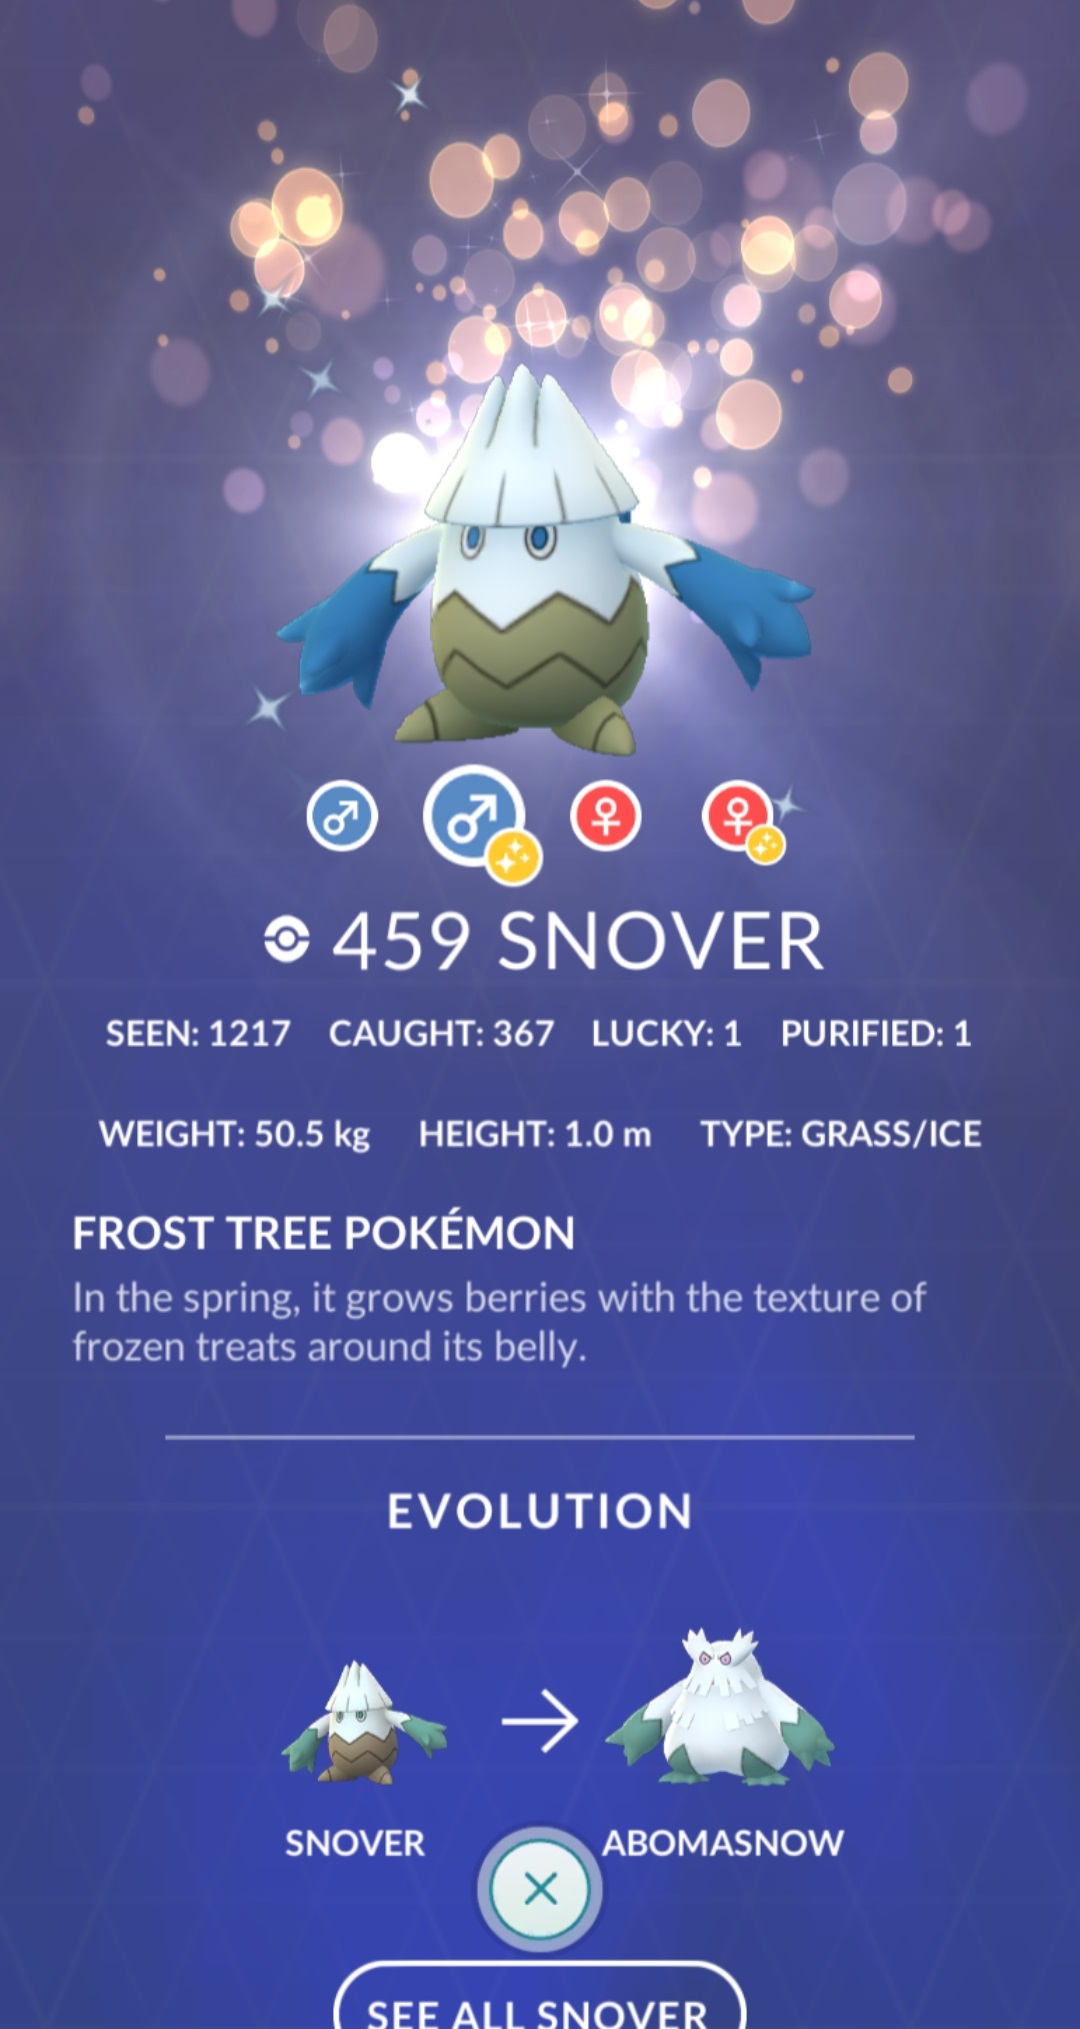 459 SNOVER
SEEN: 1217 CAUGHT: 367 LUCKY: 1 PURIFIED: 1
WEIGHT: 50.5 kg HEIGHT: 1.0 m TYPE: GRASS/ICE
FROST TREE POKÉMON
In the spring, it grows berries with the texture of
frozen treats around its belly.
EVOLUTION
SNOVER ABOMASNOW
SEE ALL SNOVER